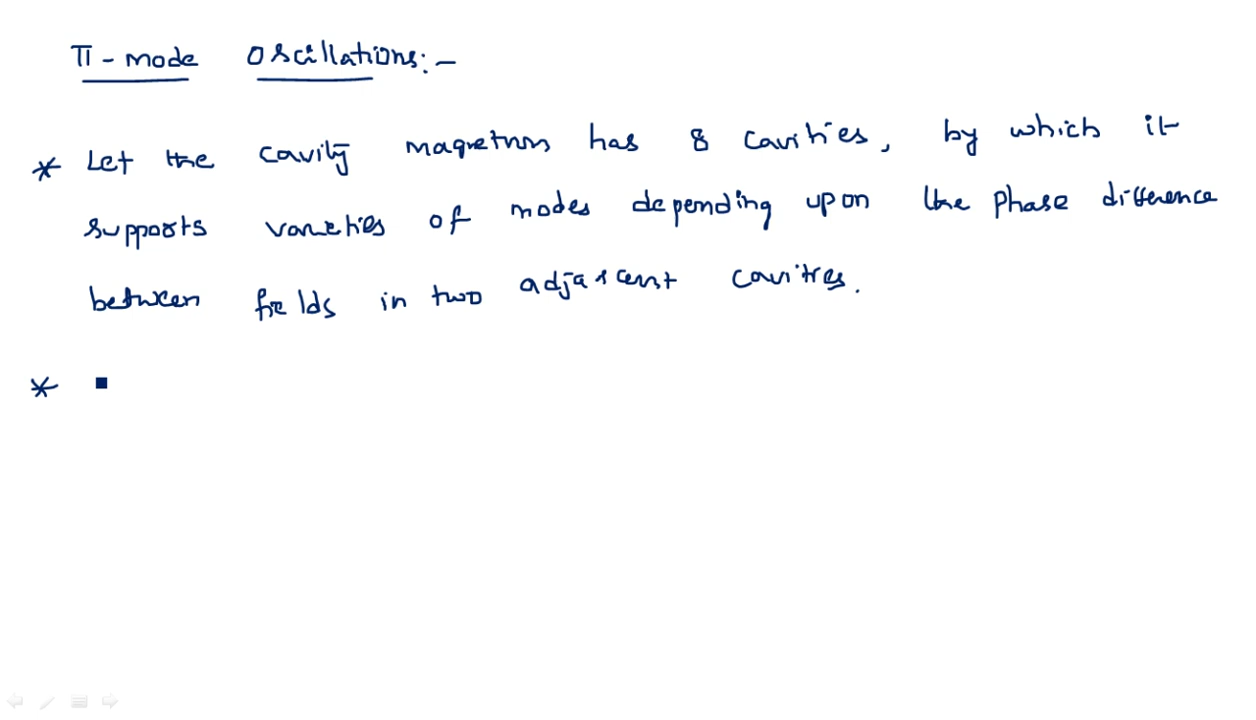 π - mode oscillations:-
* Let the cavity magnetron has 8 cavities, by which it
supports varieties of modes depending upon the phase difference
between fields in two adjascent cavities.
*